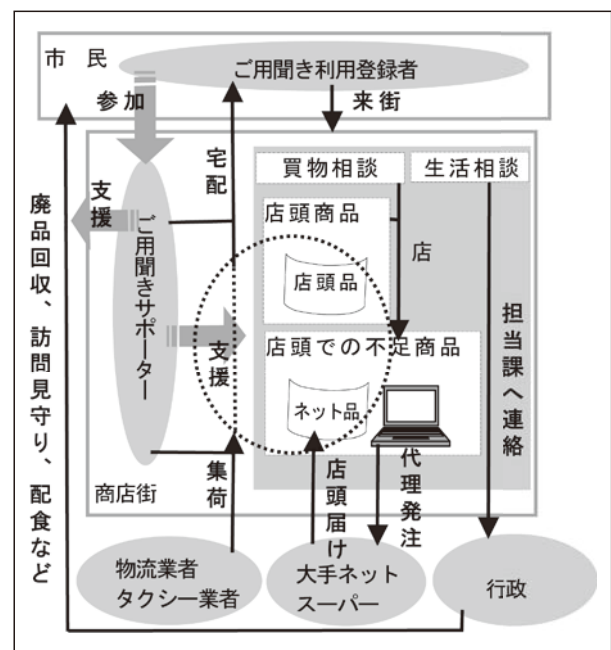 市 民
ご用聞き利用登録者
参加
来街
宅配
買物相談
生活相談
支援
ご用聞きサポーター
店頭商品
店頭品
店
廃品回収、訪問見守り、配食など
支援
店頭での不足商品
ネット品
担当課へ連絡
集荷
店頭届け
代理発注
商店街
物流業者
タクシー業者
大手ネット
スーパー
行政